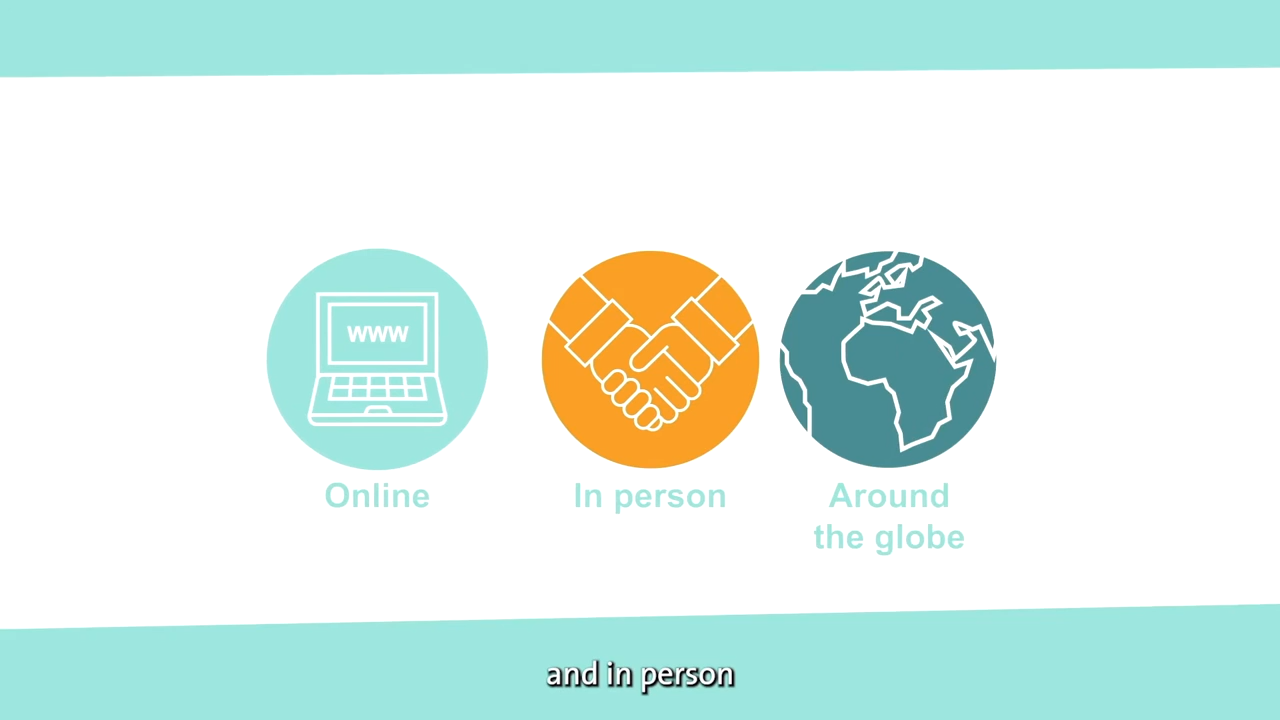 www
Online
In person
Around
the globe
and in person